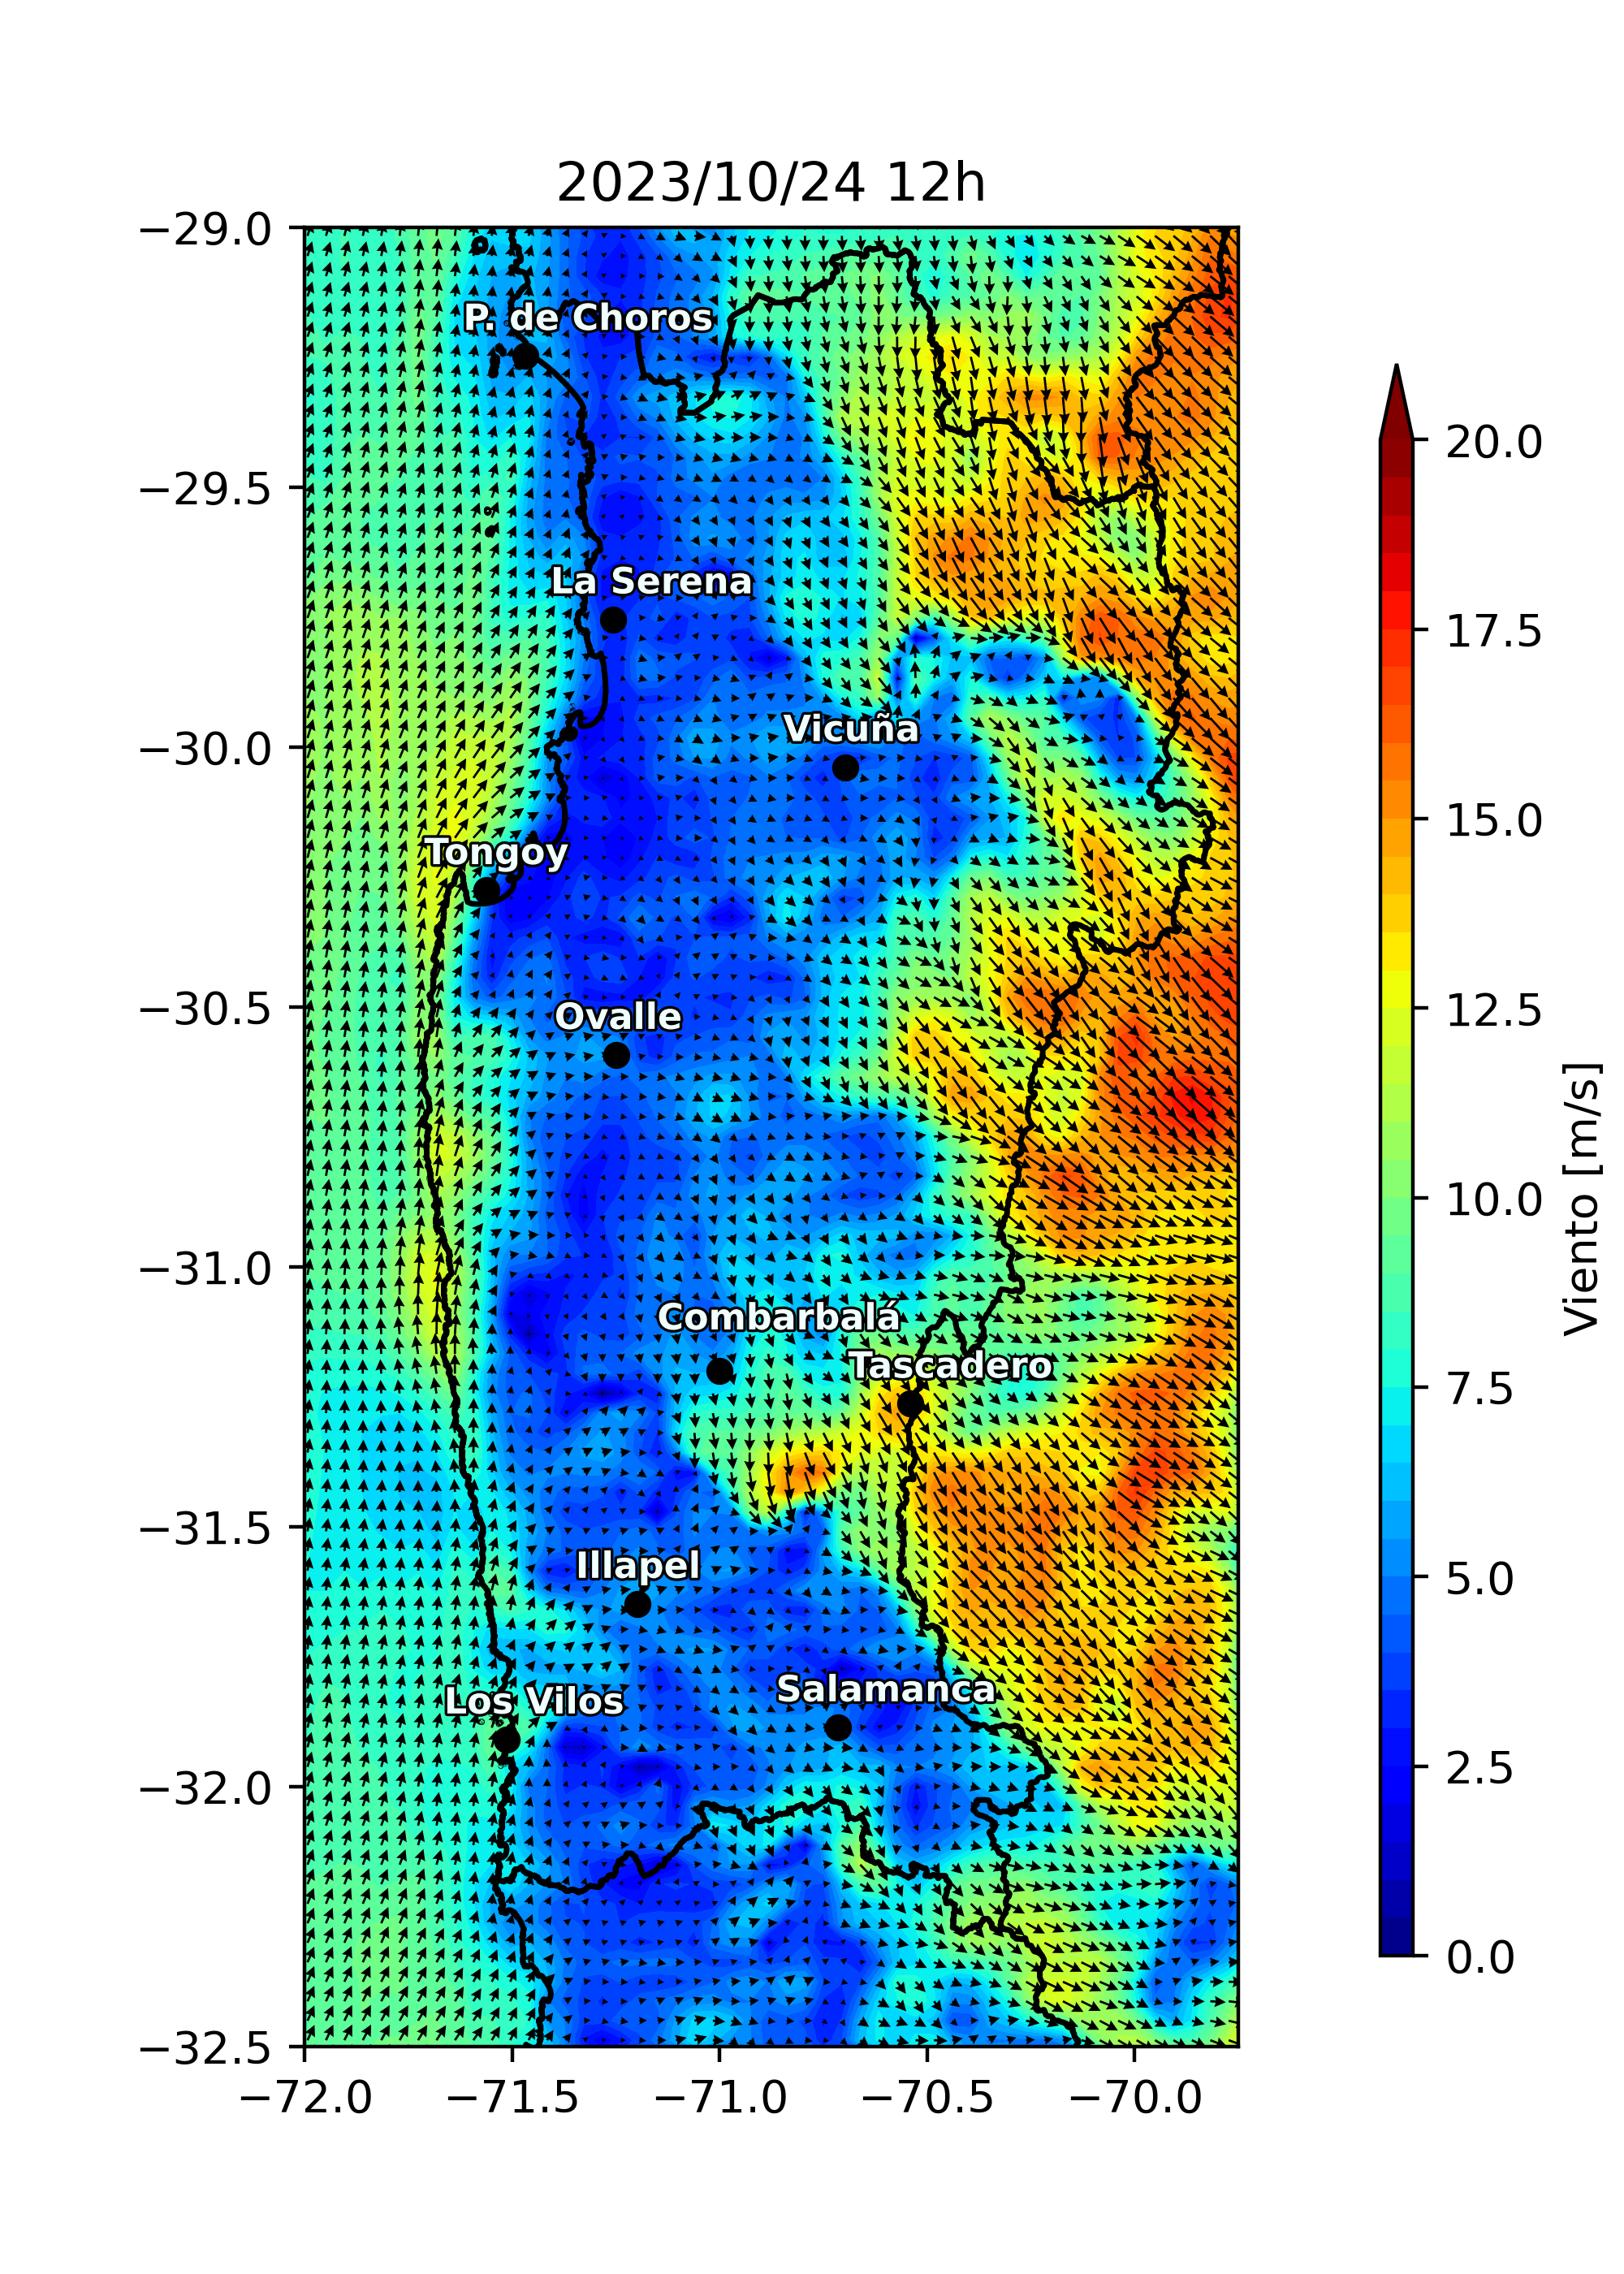 2023/10/24 12h
−29.0
−29.5
−30.0
−30.5
−31.0
−31.5
−32.0
−32.5
−72.0
−71.5
−71.0
−70.5
−70.0
P. de Choros
La Serena
Vicuña
Tongoy
Ovalle
Combarbalá
Tascadero
Illapel
Salamanca
Los Vilos
20.0
17.5
15.0
12.5
10.0
7.5
5.0
2.5
0.0
Viento [m/s]